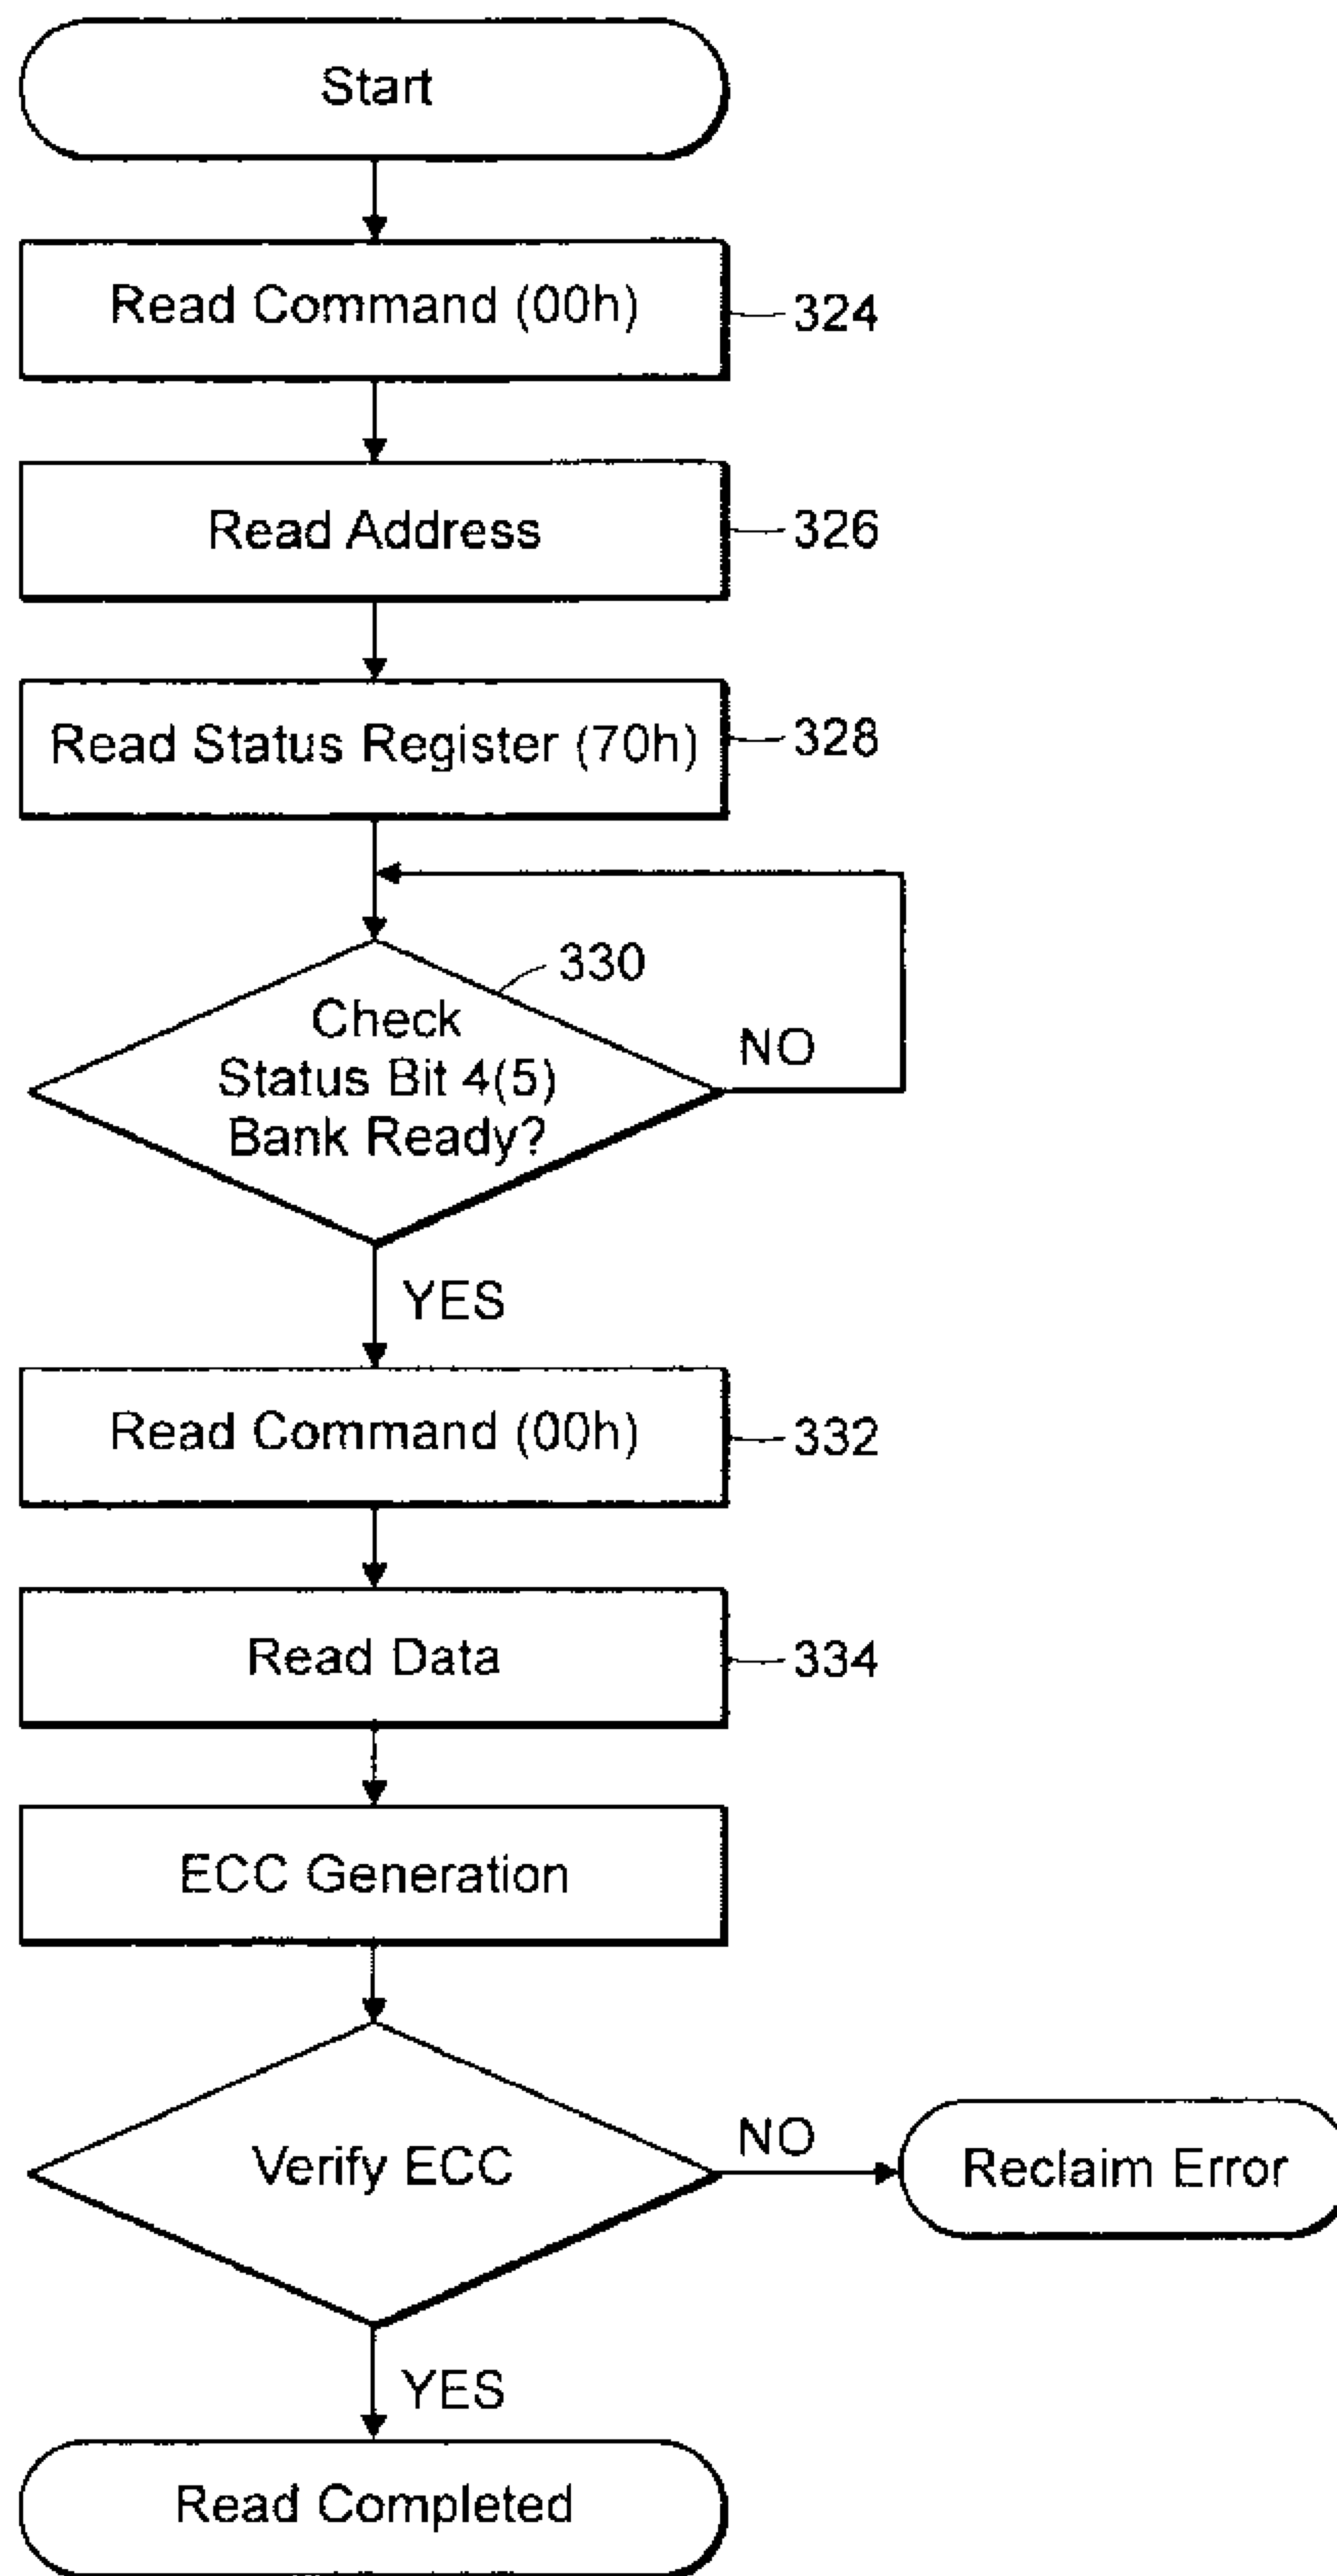 Start
Read Command (00h)
324
Read Address
326
Read Status Register (70h)
328
330
Check
Status Bit 4(5)
Bank Ready?
NO
YES
Read Command (00h)
332
Read Data
334
ECC Generation
Verify ECC
NO
Reclaim Error
YES
Read Completed